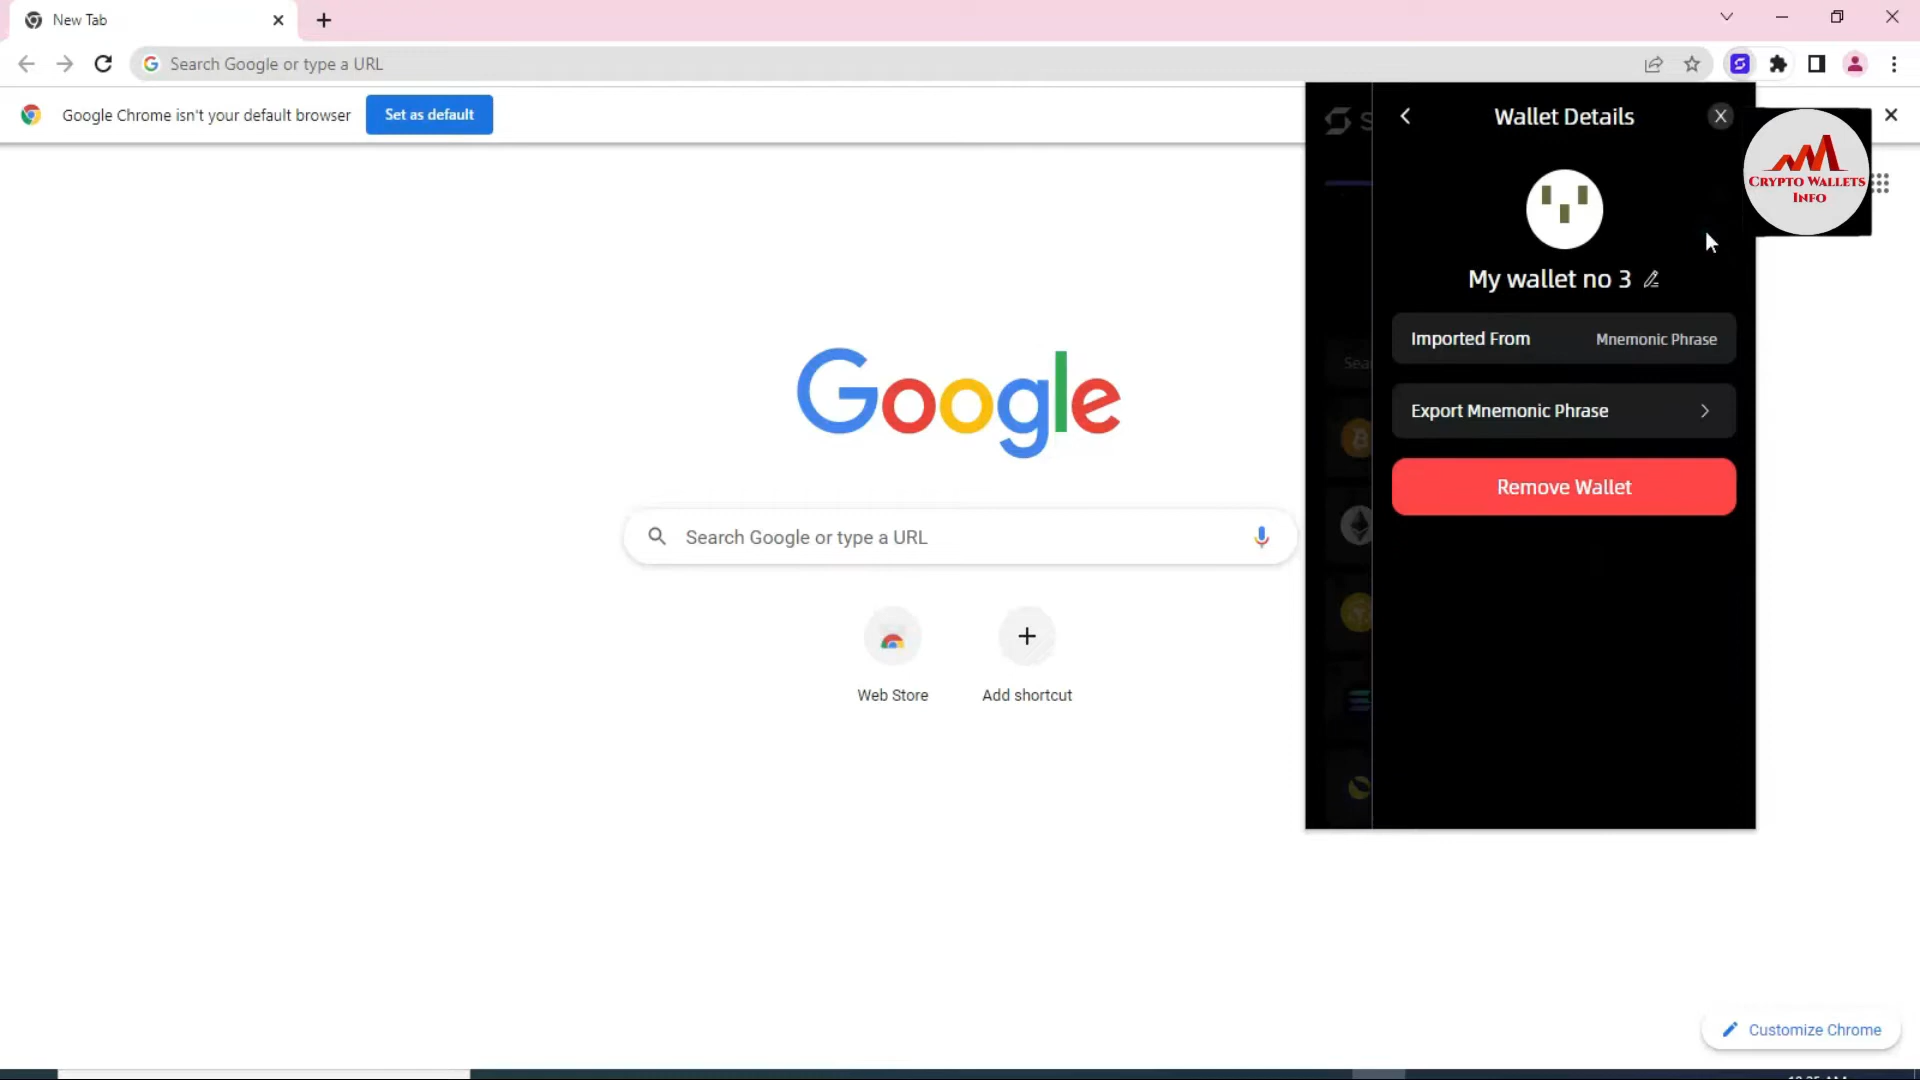 New Tab
Search Google or type a URL
Google Chrome isn't your default browser
Set as default
S
Wallet Details
X
CRYPTO WALLETS
INFO
My wallet no 3
Imported From
Mnemonic Phrase
Sea
Export Mnemonic Phrase
Remove Wallet
Google
Search Google or type a URL
Web Store
Add shortcut
Customize Chrome